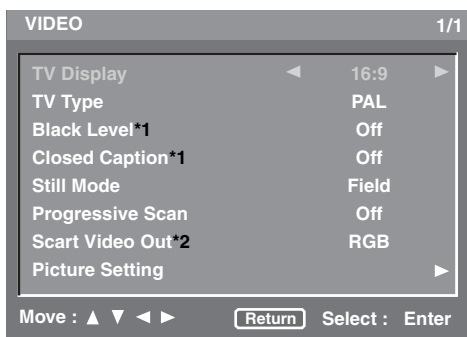 VIDEO 1/1
TV Display ◄ 16:9 ►
TV Type PAL
Black Level*1 Off
Closed Caption*1 Off
Still Mode Field
Progressive Scan Off
Scart Video Out*2 RGB
Picture Setting ►
Move : ▲ ▼ ◄ ► Return Select : Enter